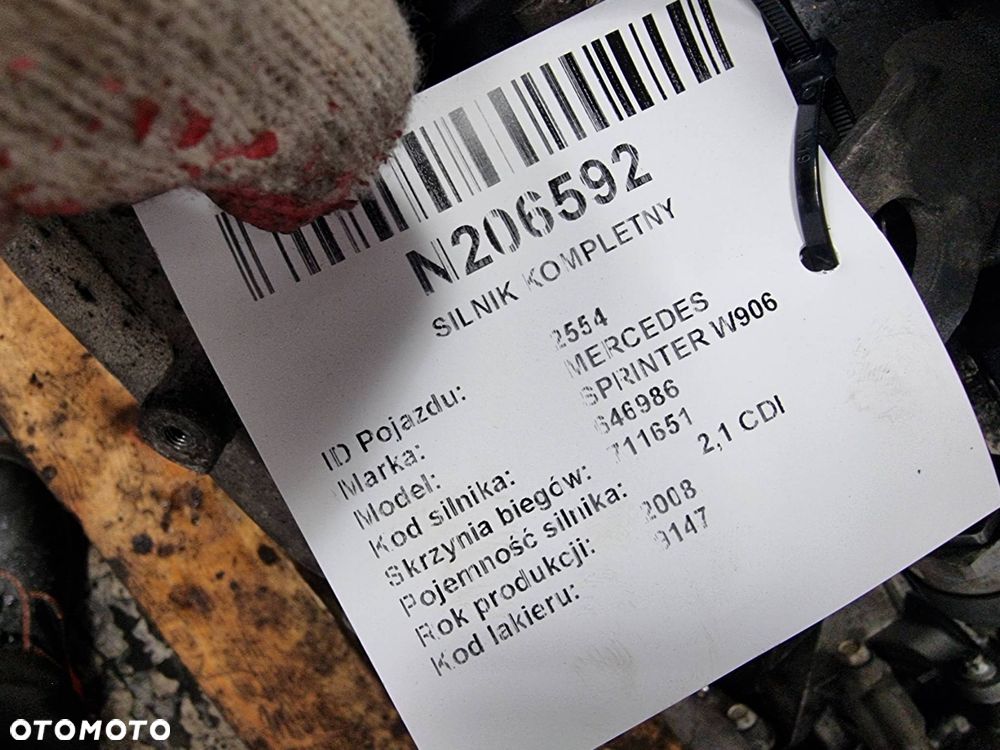 N206592
SILNIK KOMPLETNY
ID Pojazdu: 2554
Marka: MERCEDES
Model: SPRINTER W906
Kod silnika: 646986
Skrzynia biegów: 711651
Pojemność silnika: 2,1 CDI
Rok produkcji: 2008
Kod lakieru: 9147
OTOMOTO